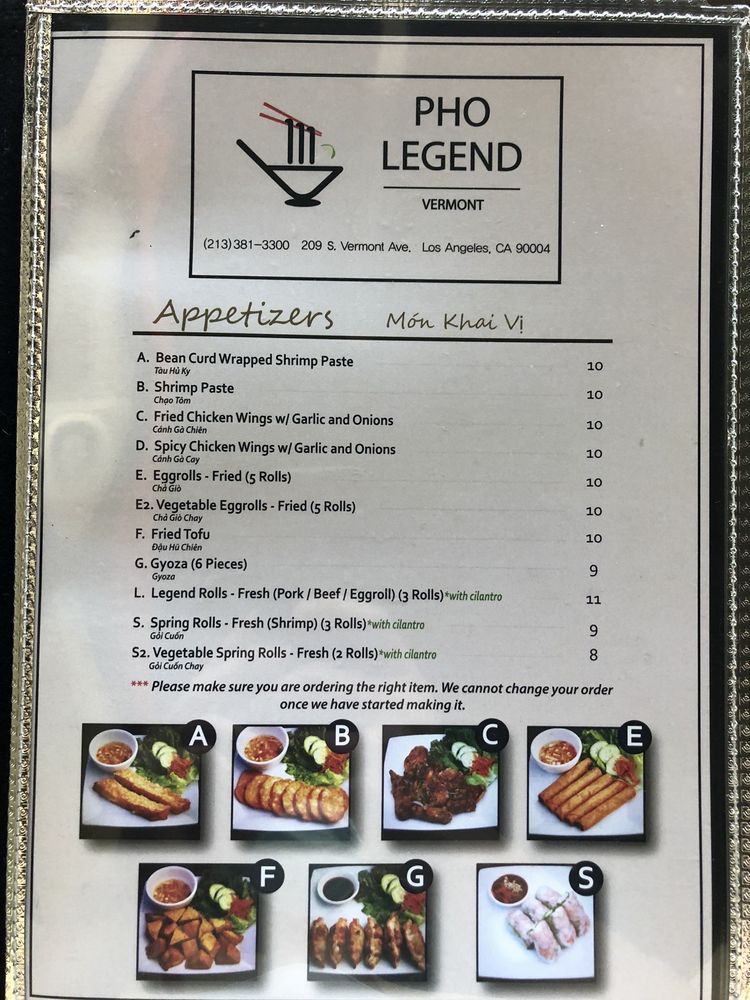 PHO
LEGEND
VERMONT
(213)381-3300 209 S. Vermont Ave. Los Angeles, CA 90004
Appetizers Món Khai Vị
A. Bean Curd Wrapped Shrimp Paste 10
Tàu Hủ Ky
B. Shrimp Paste 10
Chạo Tôm
C. Fried Chicken Wings w/ Garlic and Onions 10
Cánh Gà Chiên
D. Spicy Chicken Wings w/ Garlic and Onions 10
Cánh Gà Cay
E. Eggrolls - Fried (5 Rolls) 10
Chả Giò
E2. Vegetable Eggrolls - Fried (5 Rolls) 10
Chả Giò Chay
F. Fried Tofu 10
Đậu Hũ Chiên
G. Gyoza (6 Pieces) 9
Gyoza
L. Legend Rolls - Fresh (Pork / Beef / Eggroll) (3 Rolls)*with cilantro 11
S. Spring Rolls - Fresh (Shrimp) (3 Rolls)*with cilantro 9
Gỏi Cuốn
S2. Vegetable Spring Rolls - Fresh (2 Rolls)*with cilantro 8
Gỏi Cuốn Chay
*** Please make sure you are ordering the right item. We cannot change your order
once we have started making it.
A B C E
F G S